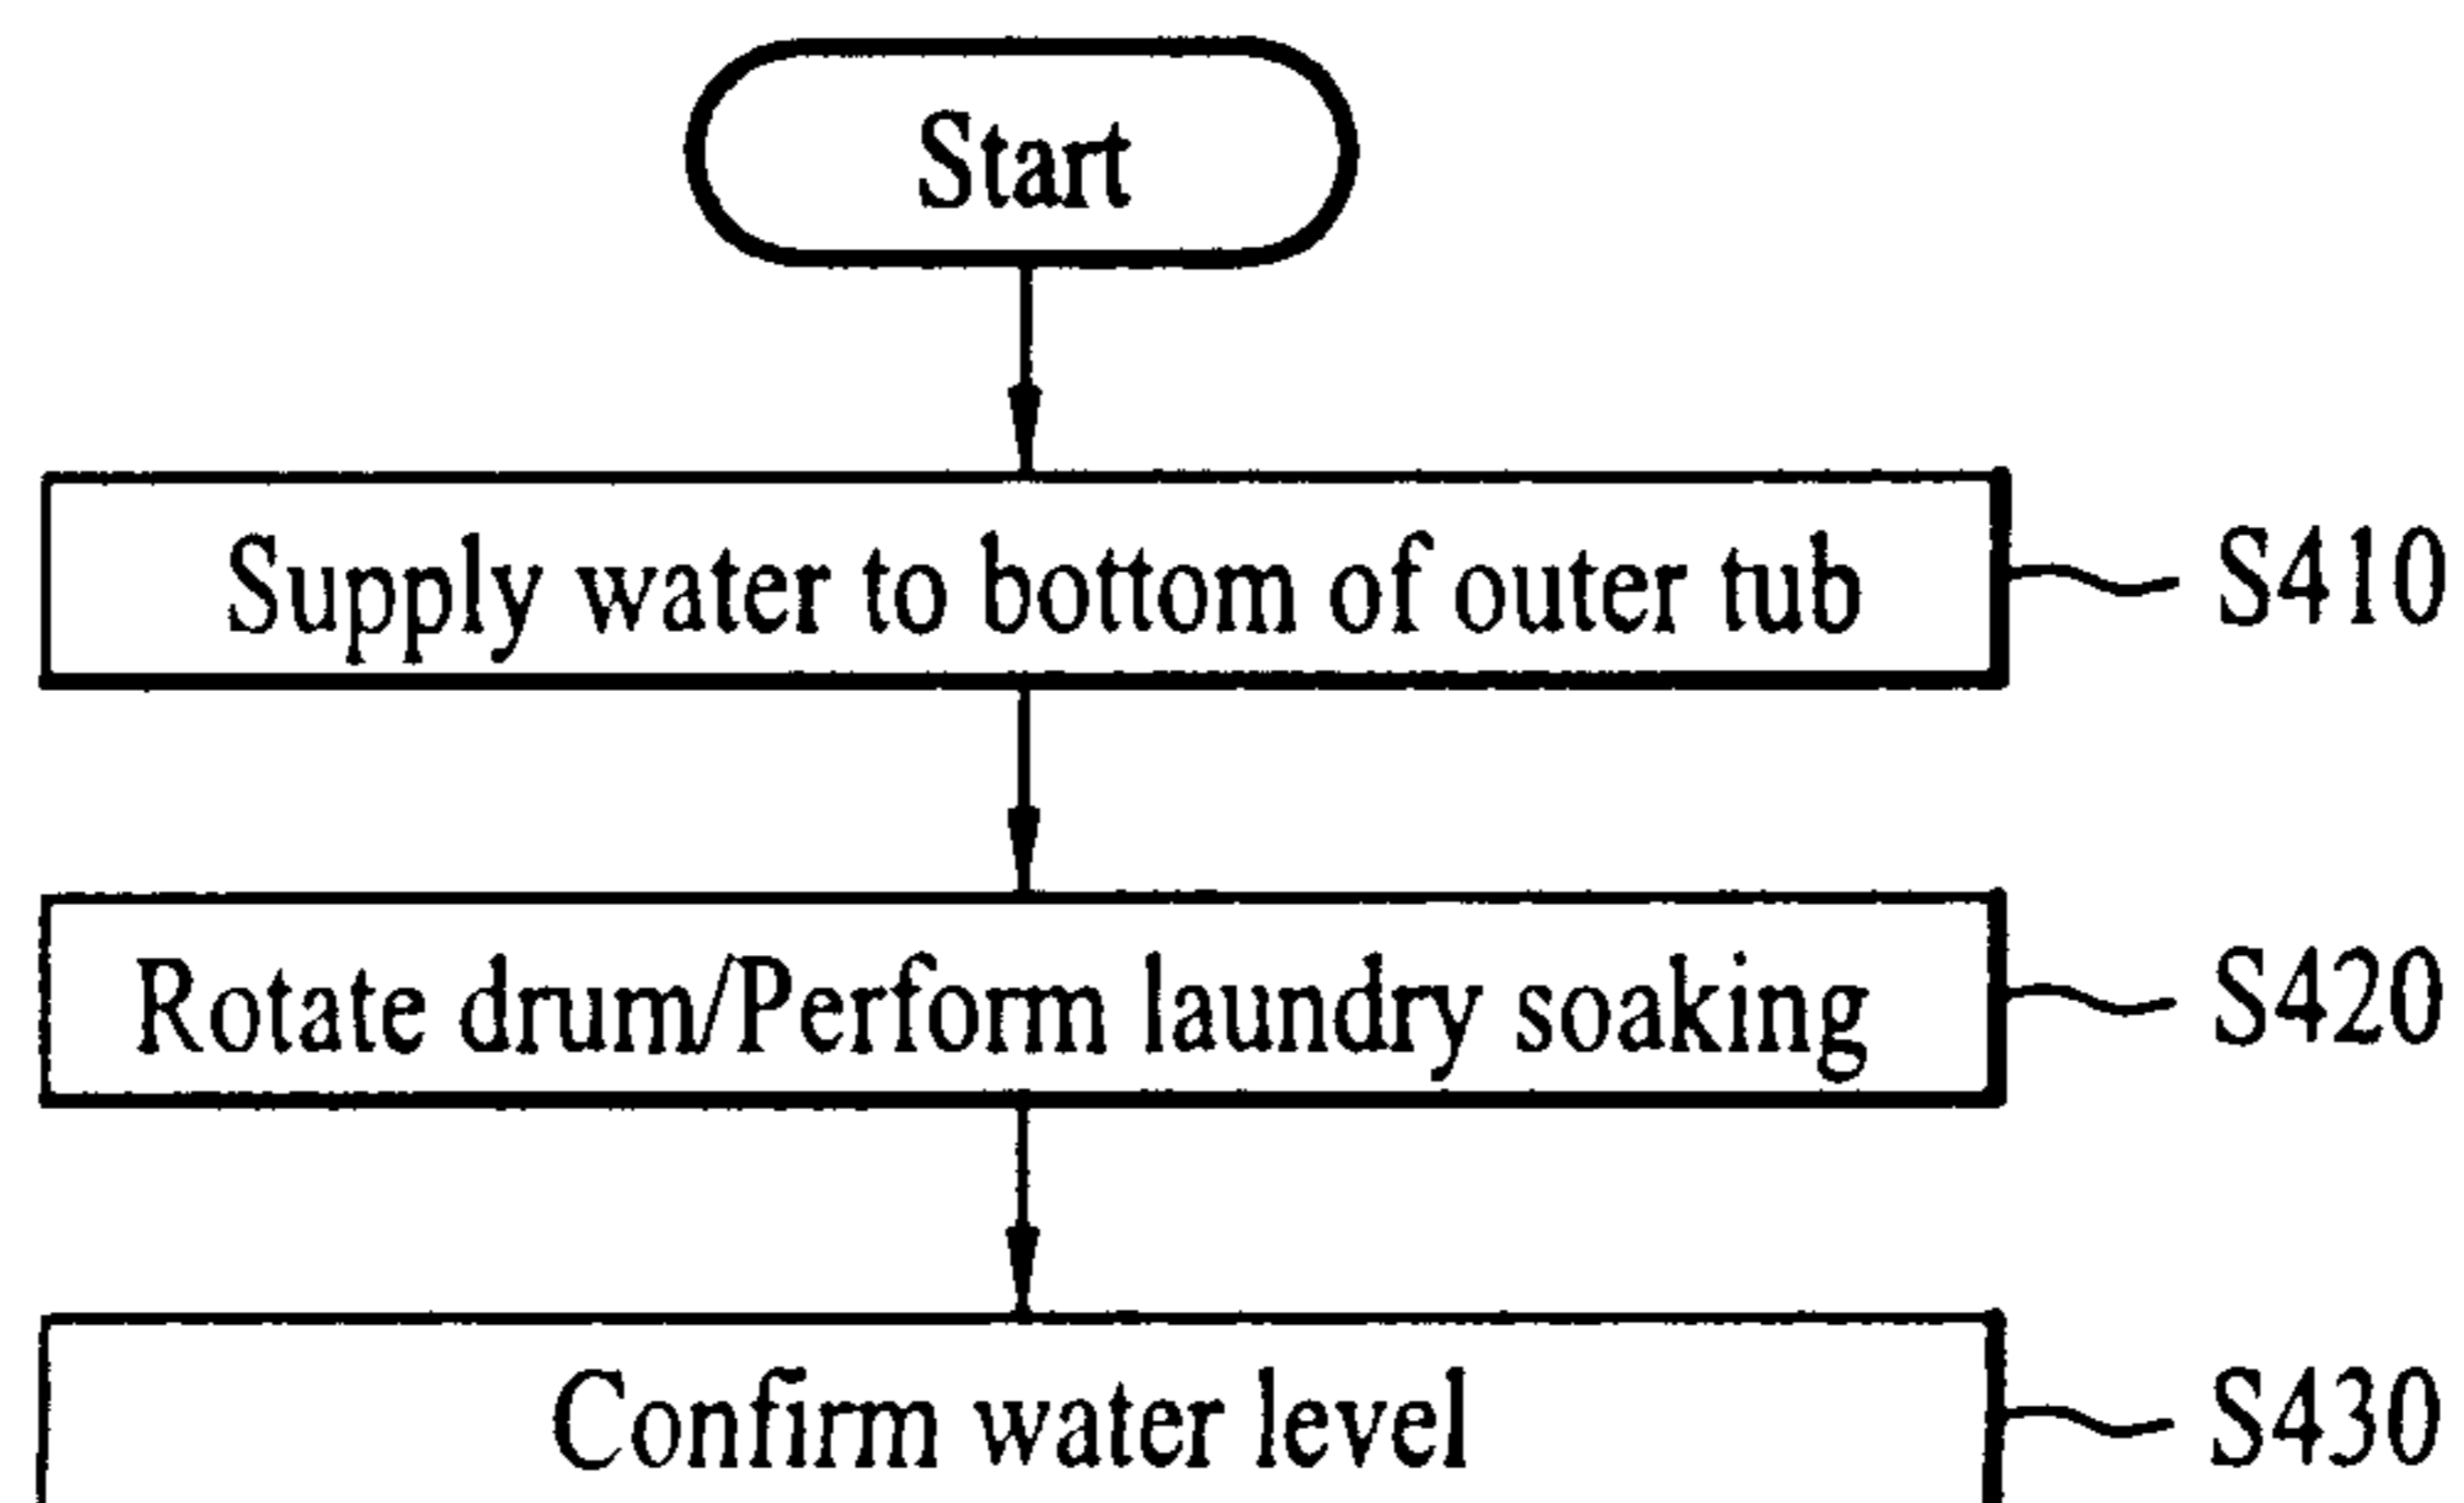 Start
Supply water to bottom of outer tub S410
Rotate drum/Perform laundry soaking S420
Confirm water level S430